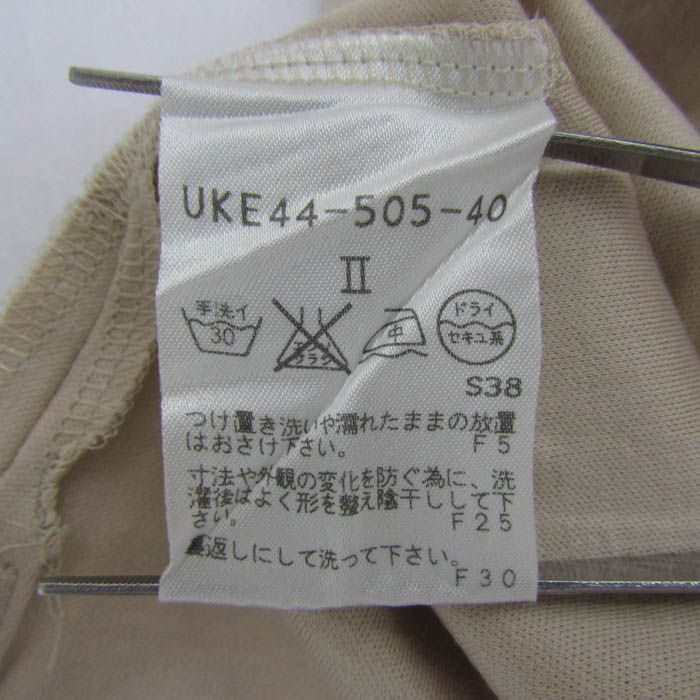 UKE44-505-40
II
手洗イ
30
中
ドライ
セキユ系
S38
つけ置き洗いや濡れたままの放置
はおさけ下さい。 F5
寸法や外観の変化を防ぐ為に、洗
濯後はよく形を整え陰干しして下
さい。 F25
返しにして洗って下さい。
F30